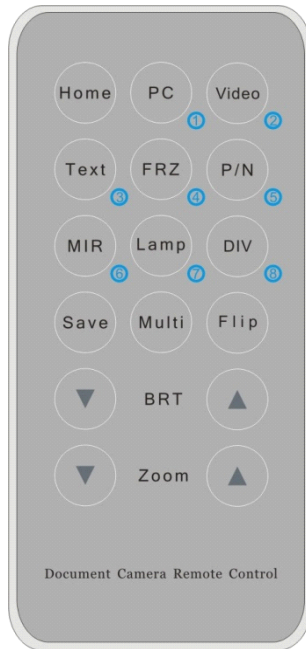 Home PC Video
① ②
Text FRZ P/N
③ ④ ⑤
MIR Lamp DIV
⑥ ⑦ ⑧
Save Multi Flip
▼ BRT ▲
▼ Zoom ▲
Document Camera Remote Control